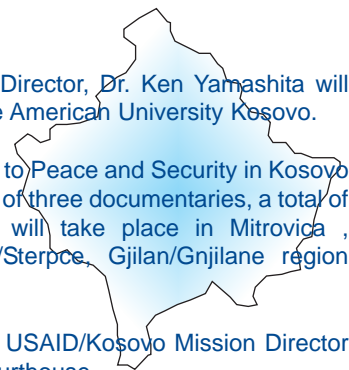 Director, Dr. Ken Yamashita will
e American University Kosovo.
to Peace and Security in Kosovo
of three documentaries, a total of
will take place in Mitrovica ,
/Sterpce, Gjilan/Gnjilane region
USAID/Kosovo Mission Director
urthouse.